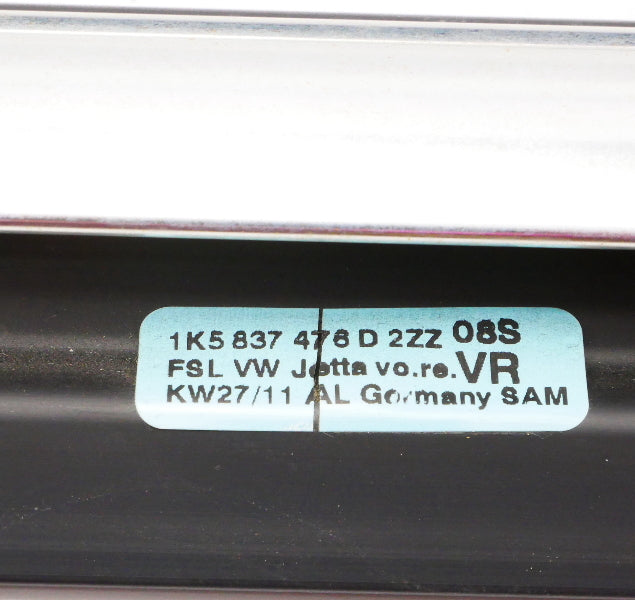 1K5 837 476 D 2ZZ 08S
FSL VW Jetta vo.re. VR
KW27/11 AL Germany SAM